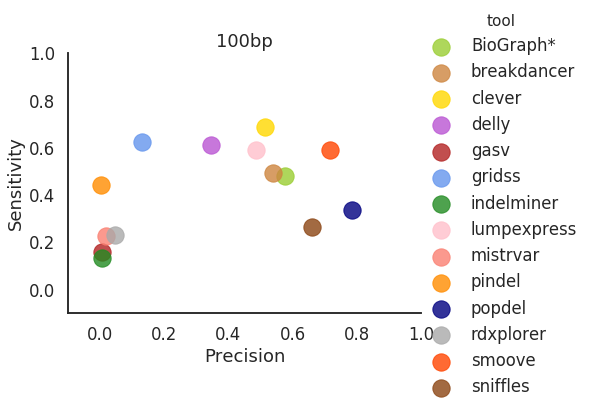 100bp
Sensitivity
1.0
0.8
0.6
0.4
0.2
0.0
0.0 0.2 0.4 0.6 0.8 1.0
Precision
tool
BioGraph*
breakdancer
clever
delly
gasv
gridss
indelminer
lumpexpress
mistrvar
pindel
popdel
rdxplorer
smoove
sniffles